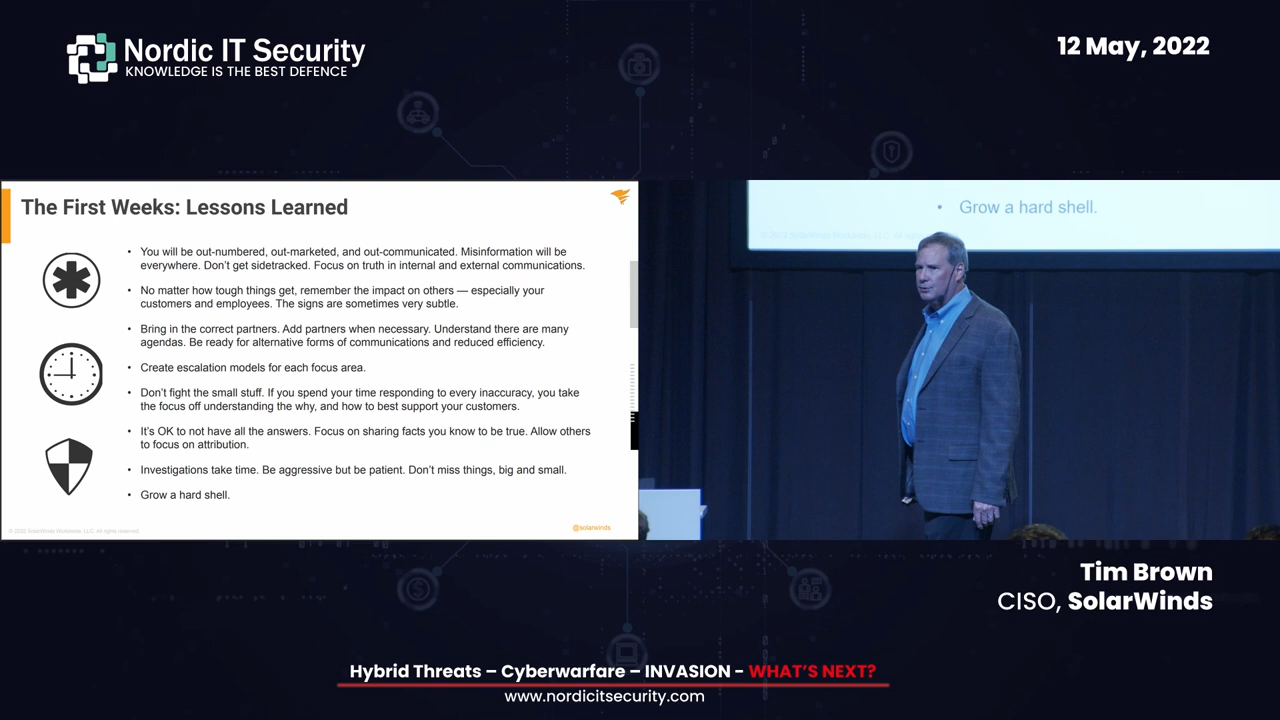 Nordic IT Security
KNOWLEDGE IS THE BEST DEFENCE
12 May, 2022
The First Weeks: Lessons Learned
• You will be out-numbered, out-marketed, and out-communicated. Misinformation will be
everywhere. Don't get sidetracked. Focus on truth in internal and external communications.
• No matter how tough things get, remember the impact on others — especially your
customers and employees. The signs are sometimes very subtle.
• Bring in the correct partners. Add partners when necessary. Understand there are many
agendas. Be ready for alternative forms of communications and reduced efficiency.
• Create escalation models for each focus area.
• Don't fight the small stuff. If you spend your time responding to every inaccuracy, you take
the focus off understanding the why, and how to best support your customers.
• It's OK to not have all the answers. Focus on sharing facts you know to be true. Allow others
to focus on attribution.
• Investigations take time. Be aggressive but be patient. Don't miss things, big and small.
• Grow a hard shell.
© 2022 SolarWinds Worldwide, LLC. All rights reserved.
@solarwinds
• Grow a hard shell.
Tim Brown
CISO, SolarWinds
Hybrid Threats – Cyberwarfare – INVASION - WHAT'S NEXT?
www.nordicitsecurity.com